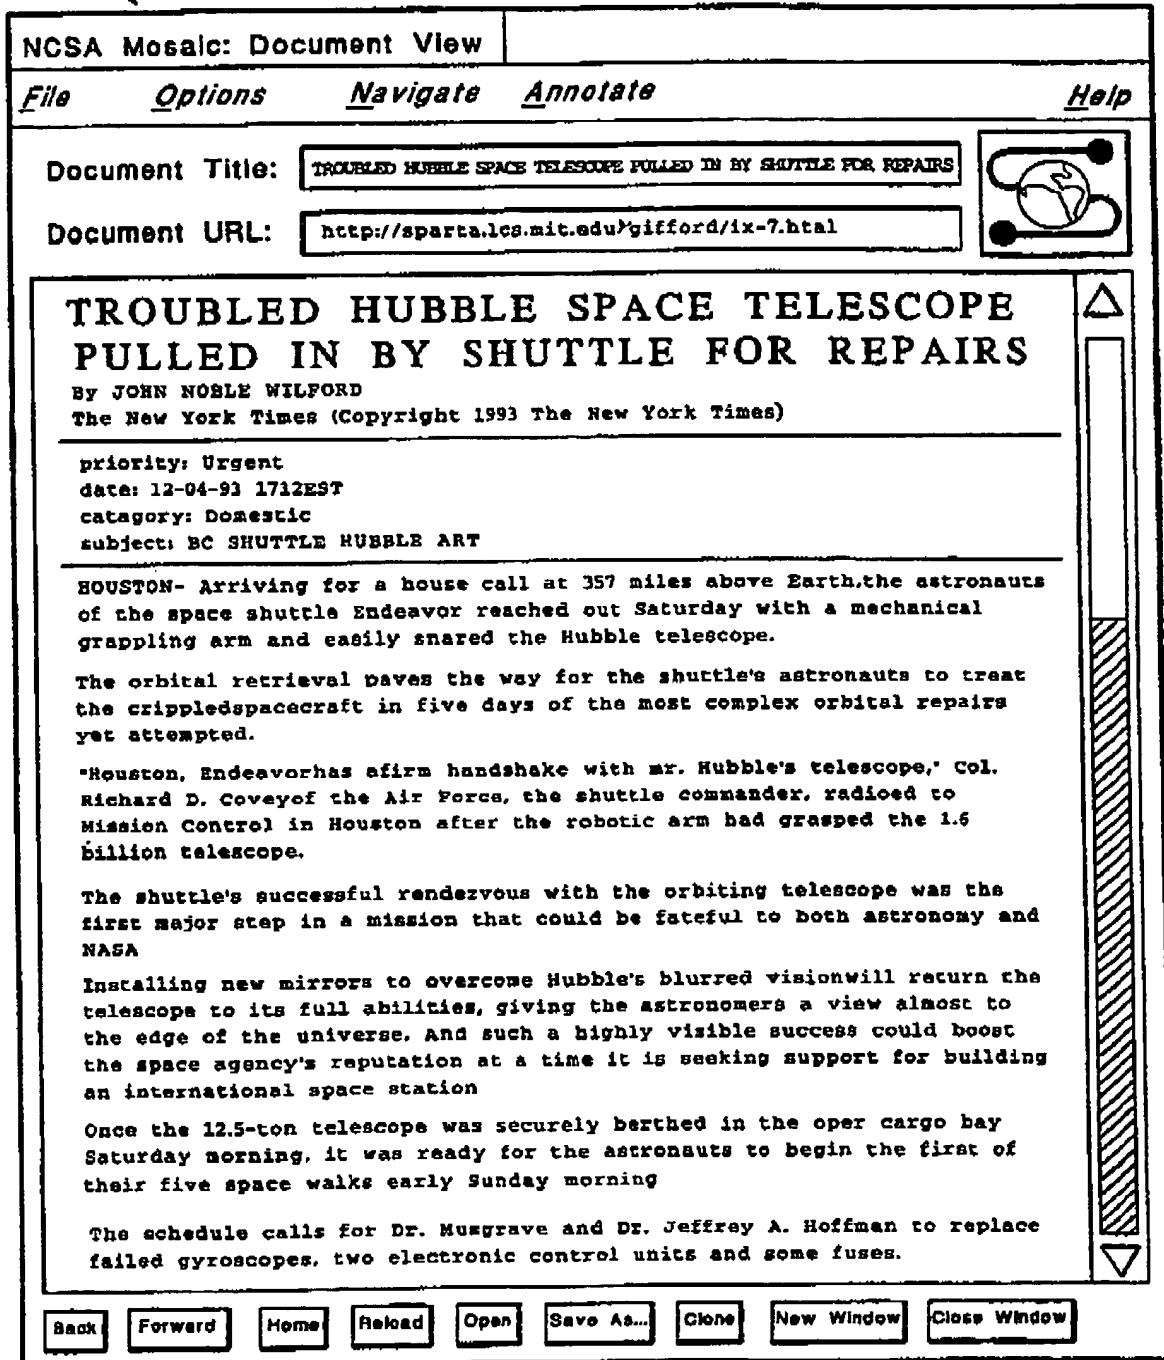 NCSA Mosaic: Document View
File Options Navigate Annotate Help
Document Title: TROUBLED HUBBLE SPACE TELESCOPE PULLED IN BY SHUTTLE FOR REPAIRS
Document URL: http://sparta.lcs.mit.edu/~gifford/ix-7.html
TROUBLED HUBBLE SPACE TELESCOPE
PULLED IN BY SHUTTLE FOR REPAIRS
By JOHN NOBLE WILFORD
The New York Times (Copyright 1993 The New York Times)
priority: Urgent
date: 12-04-93 1712EST
catagory: Domestic
subject: BC SHUTTLE HUBBLE ART
HOUSTON- Arriving for a house call at 357 miles above Earth,the astronauts
of the space shuttle Endeavor reached out Saturday with a mechanical
grappling arm and easily snared the Hubble telescope.
The orbital retrieval paves the way for the shuttle's astronauts to treat
the crippledspacecraft in five days of the most complex orbital repairs
yet attempted.
"Houston, Endeavorhas afirm handshake with mr. Hubble's telescope," Col.
Richard D. Coveyof the Air Force, the shuttle commander, radioed to
Mission Control in Houston after the robotic arm had grasped the 1.6
billion telescope.
The shuttle's successful rendezvous with the orbiting telescope was the
first major step in a mission that could be fateful to both astronomy and
NASA
Installing new mirrors to overcome Hubble's blurred visionwill return the
telescope to its full abilities, giving the astronomers a view almost to
the edge of the universe. And such a highly visible success could boost
the space agency's reputation at a time it is seeking support for building
an international space station
Once the 12.5-ton telescope was securely berthed in the oper cargo bay
Saturday morning, it was ready for the astronauts to begin the first of
their five space walks early Sunday morning
The schedule calls for Dr. Musgrave and Dr. Jeffrey A. Hoffman to replace
failed gyroscopes, two electronic control units and some fuses.
Back Forward Home Reload Open Save As... Clone New Window Close Window